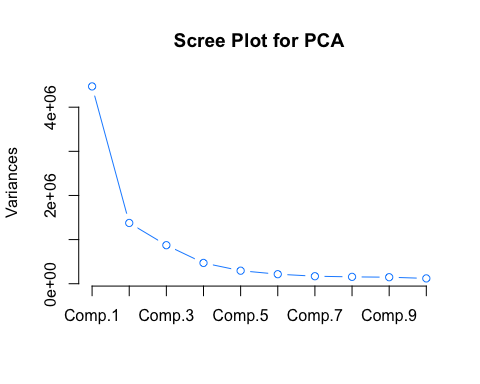 Scree Plot for PCA
Variances
4e+06
2e+06
0e+00
Comp.1 Comp.3 Comp.5 Comp.7 Comp.9